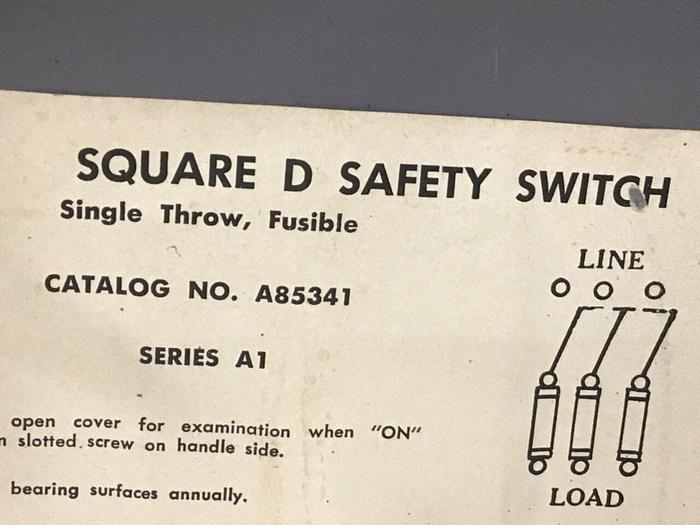 SQUARE D SAFETY SWITCH
Single Throw, Fusible
CATALOG NO. A85341
SERIES A1
LINE
open cover for examination when "ON"
slotted screw on handle side.
bearing surfaces annually.
LOAD